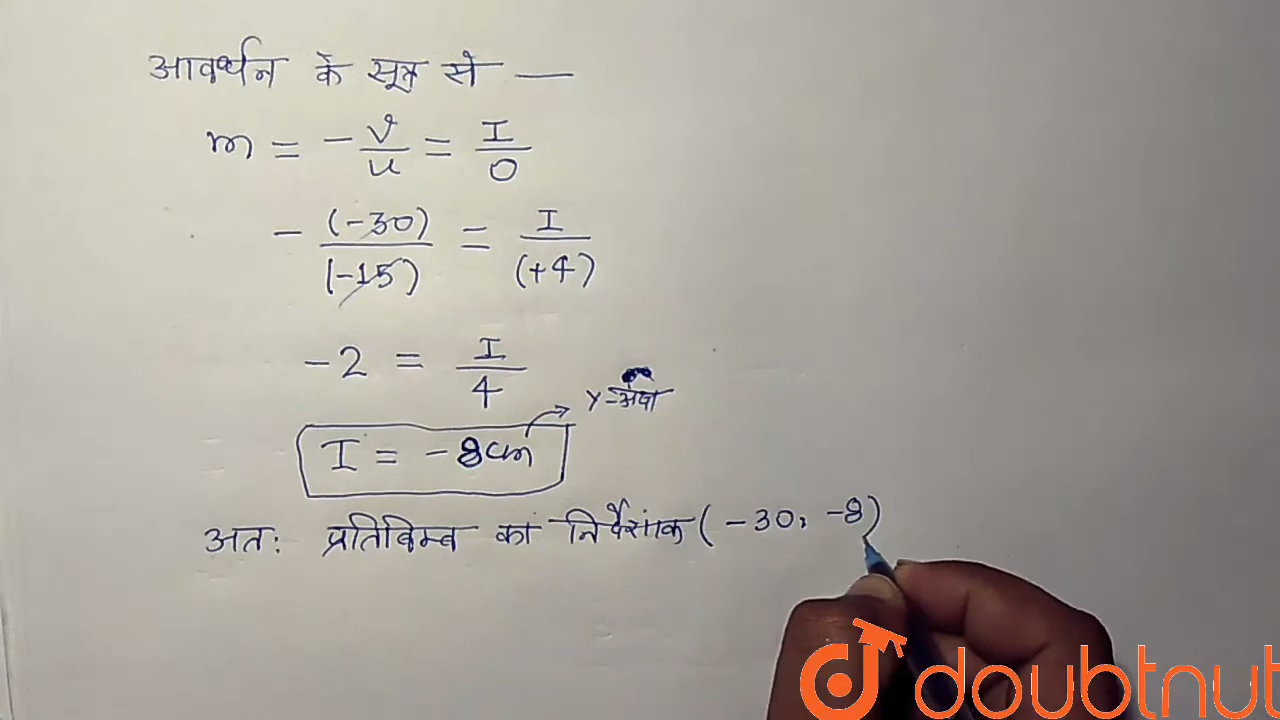 आवर्धन के सूत्र से —
m = -v/u = I/O
-(-30)/(-15) = I/(+4)
-2 = I/4
Y-अक्ष
I = -8cm
अतः प्रतिबिम्ब का निर्देशांक (-30, -8)
doubtnut